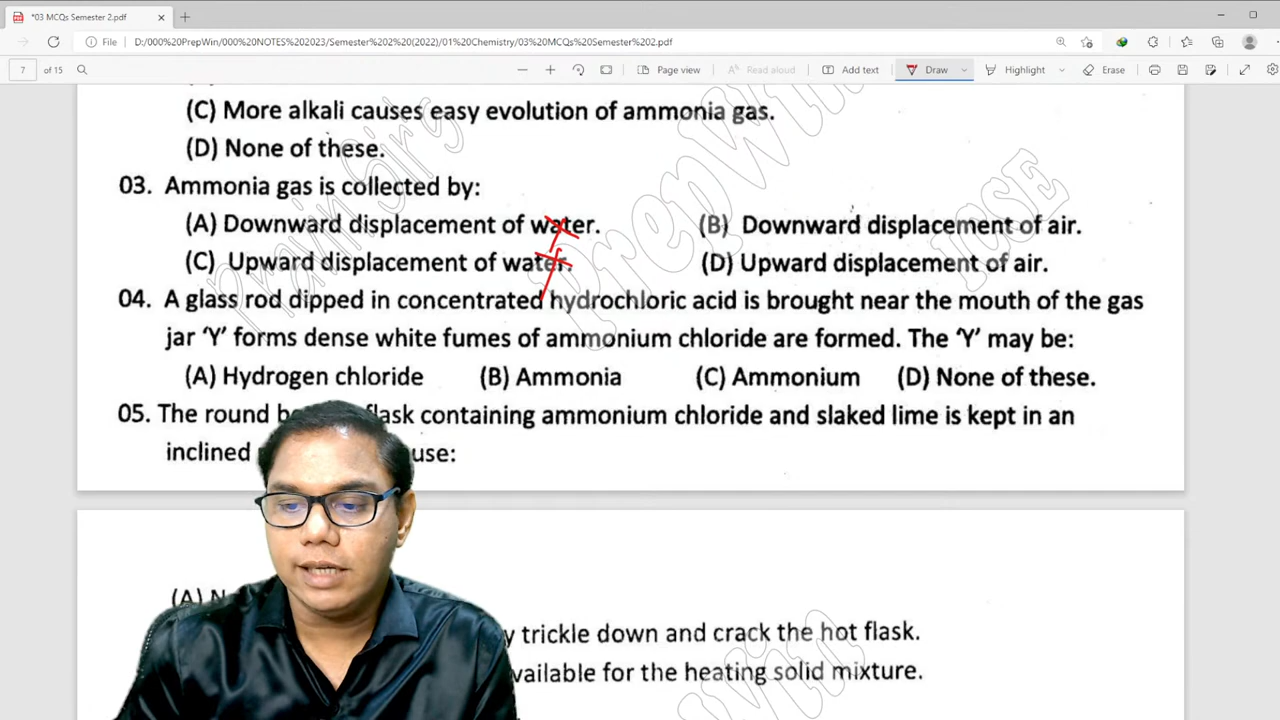 *03 MCQs Semester 2.pdf
File
D:/000%20PrepWin/000%20NOTES%202023/Semester%202%20(2022)/01%20Chemistry/03%20MCQs%20Semester%202.pdf
7 of 15
Page view
Read aloud
Add text
Draw
Highlight
Erase
(C) More alkali causes easy evolution of ammonia gas.
(D) None of these.
03. Ammonia gas is collected by:
(A) Downward displacement of water. (B) Downward displacement of air.
(C) Upward displacement of water. (D) Upward displacement of air.
04. A glass rod dipped in concentrated hydrochloric acid is brought near the mouth of the gas
jar ‘Y’ forms dense white fumes of ammonium chloride are formed. The ‘Y’ may be:
(A) Hydrogen chloride (B) Ammonia (C) Ammonium (D) None of these.
05. The round flask containing ammonium chloride and slaked lime is kept in an
inclined
(A)
trickle down and crack the hot flask.
for the heating solid mixture.
Pravin Sir's
PrepWin
ICSE